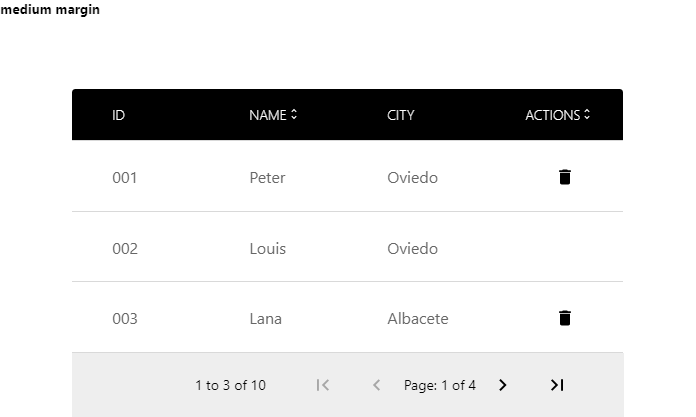 medium margin
ID NAME CITY ACTIONS
001 Peter Oviedo
002 Louis Oviedo
003 Lana Albacete
1 to 3 of 10 Page: 1 of 4